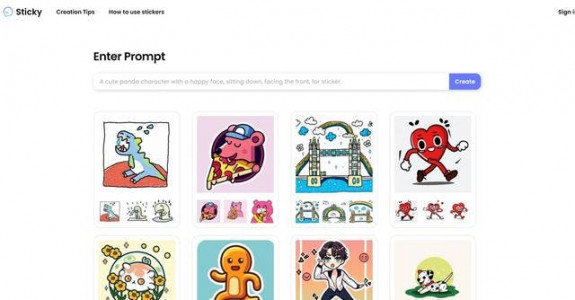 Sticky
Creation Tips
How to use stickers
Sign i
Enter Prompt
A cute panda character with a happy face, sitting down, facing the front, for sticker.
Create